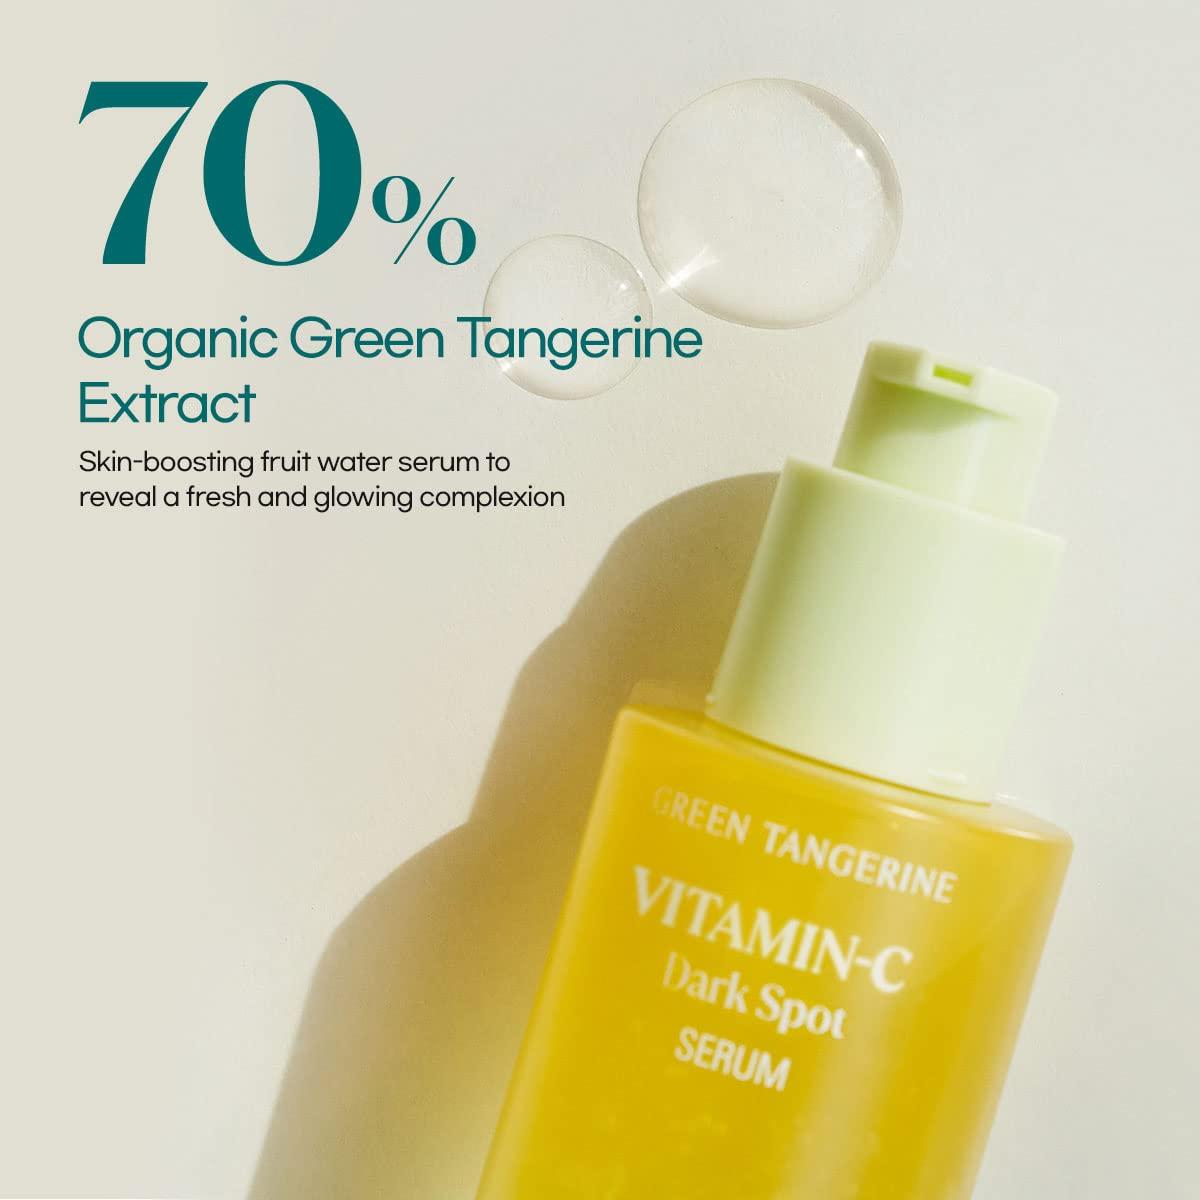 70%
Organic Green Tangerine
Extract
Skin-boosting fruit water serum to
reveal a fresh and glowing complexion
GREEN TANGERINE
VITAMIN-C
Dark Spot
SERUM